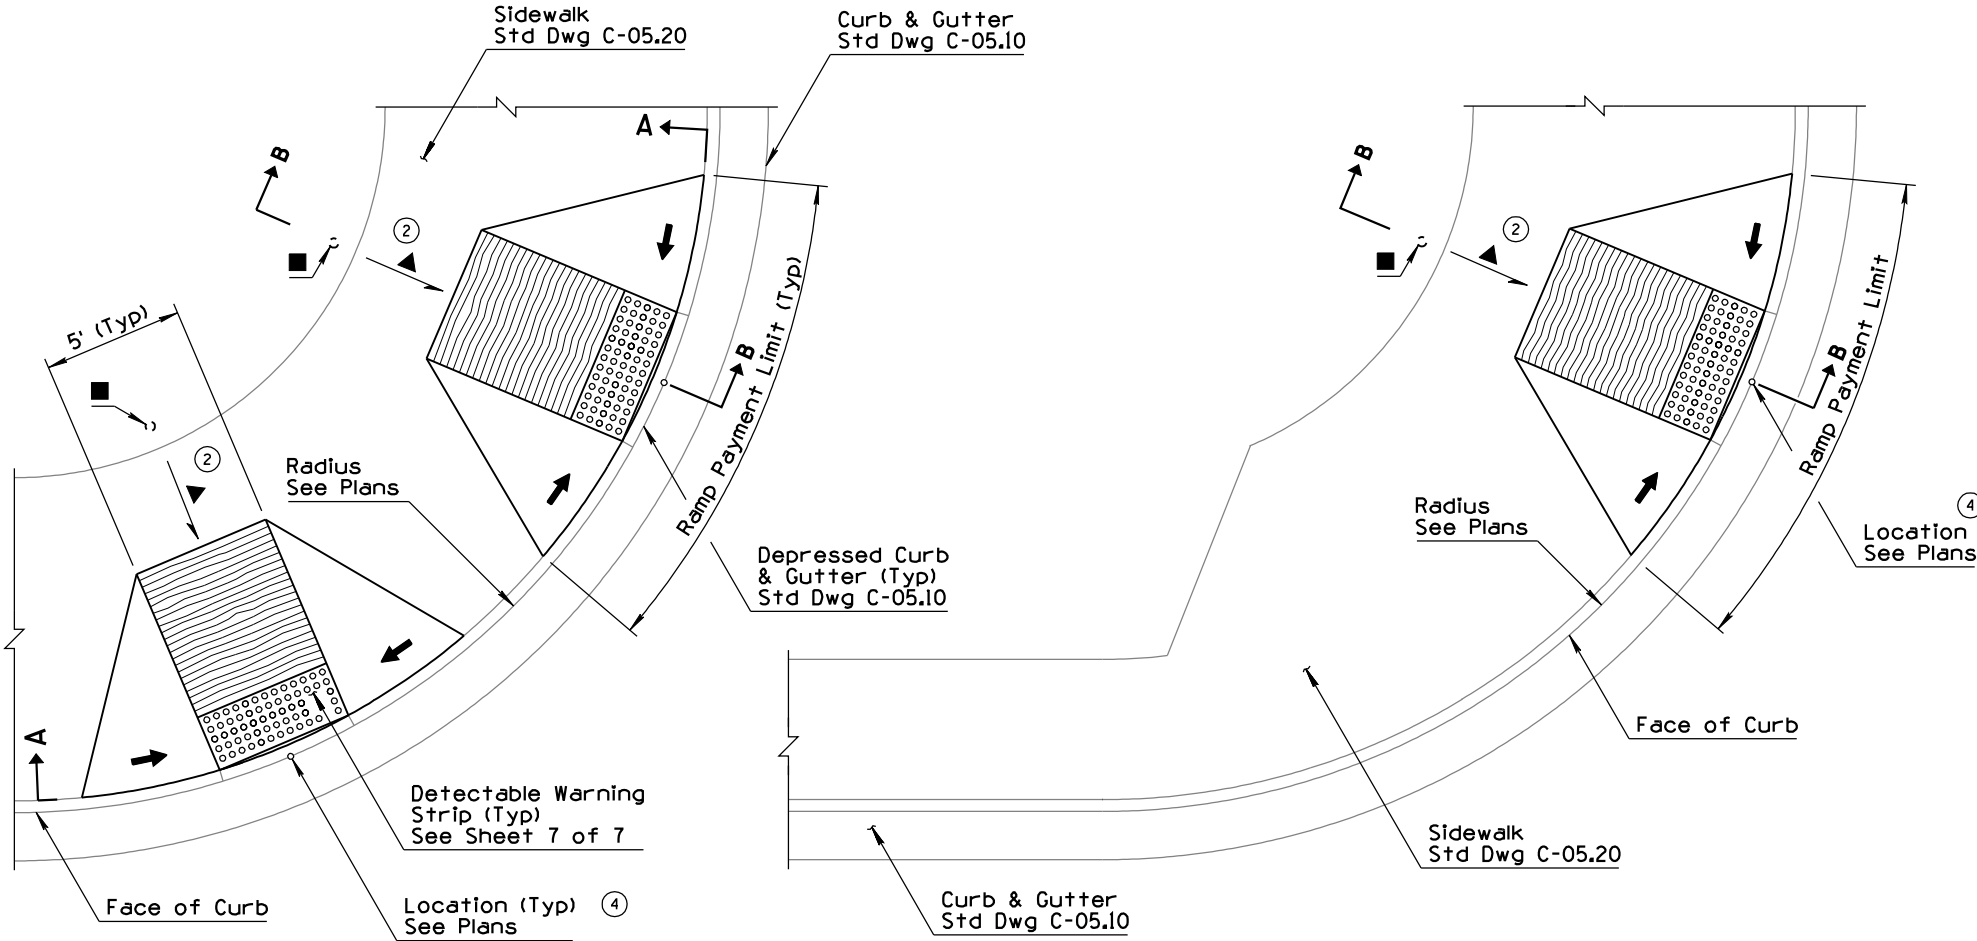 Sidewalk
Std Dwg C-05.20
Curb & Gutter
Std Dwg C-05.10
A
B
2
5' (Typ)
2
B
Ramp Payment Limit (Typ)
Radius
See Plans
Depressed Curb
& Gutter (Typ)
Std Dwg C-05.10
A
Detectable Warning
Strip (Typ)
See Sheet 7 of 7
Face of Curb
Location (Typ) 4
See Plans
B
2
B
Ramp Payment Limit
Radius
See Plans
4
Location
See Plans
Face of Curb
Sidewalk
Std Dwg C-05.20
Curb & Gutter
Std Dwg C-05.10